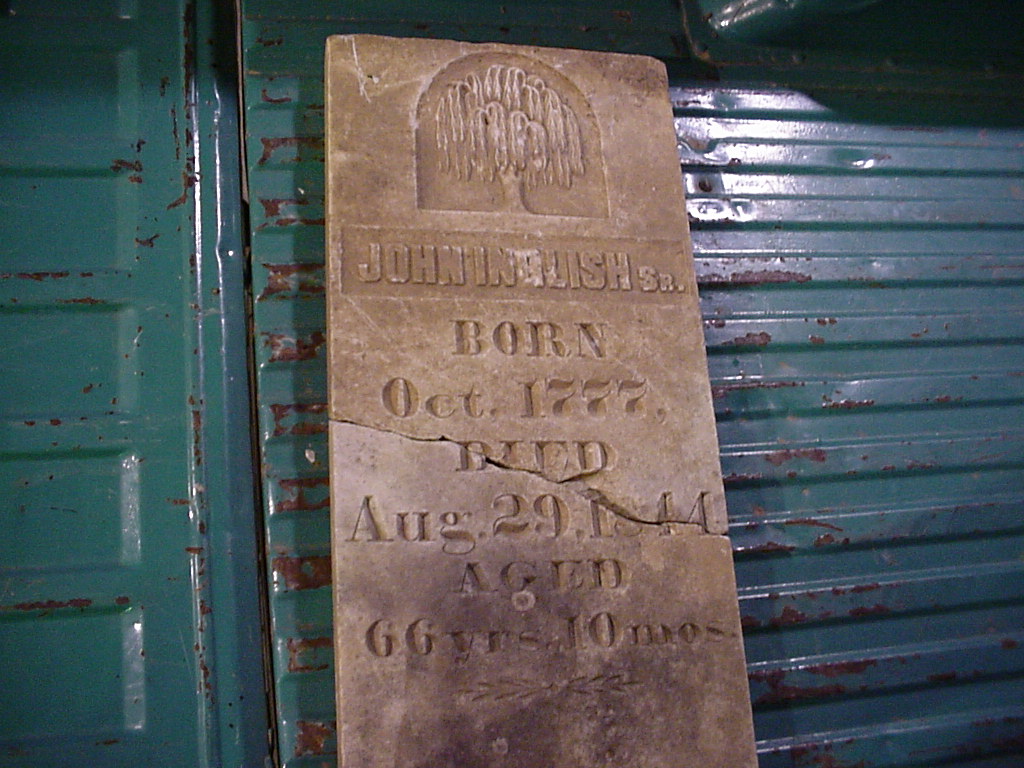 JOHN INGLISH SR.
BORN
Oct. 1777,
DIED
Aug. 29, 1844
AGED
66 yrs. 10 mos.